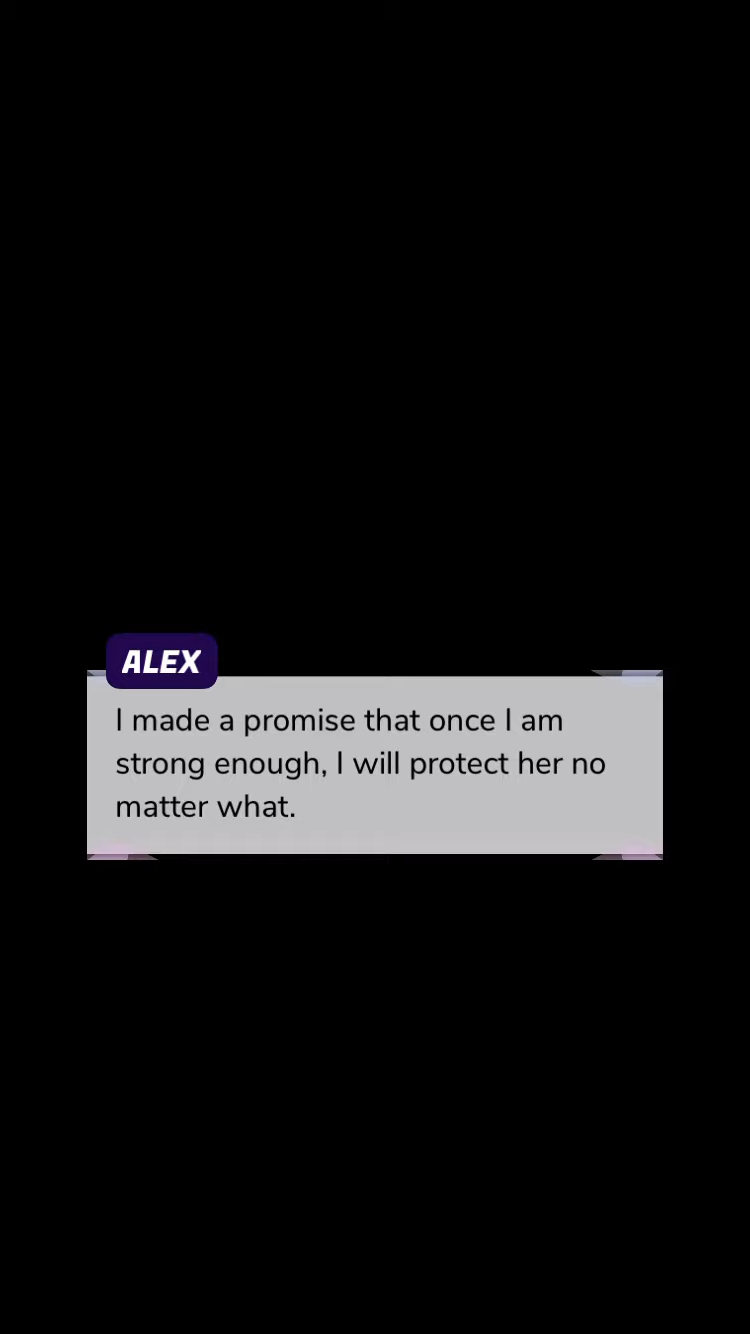 ALEX
I made a promise that once I am
strong enough, I will protect her no
matter what.